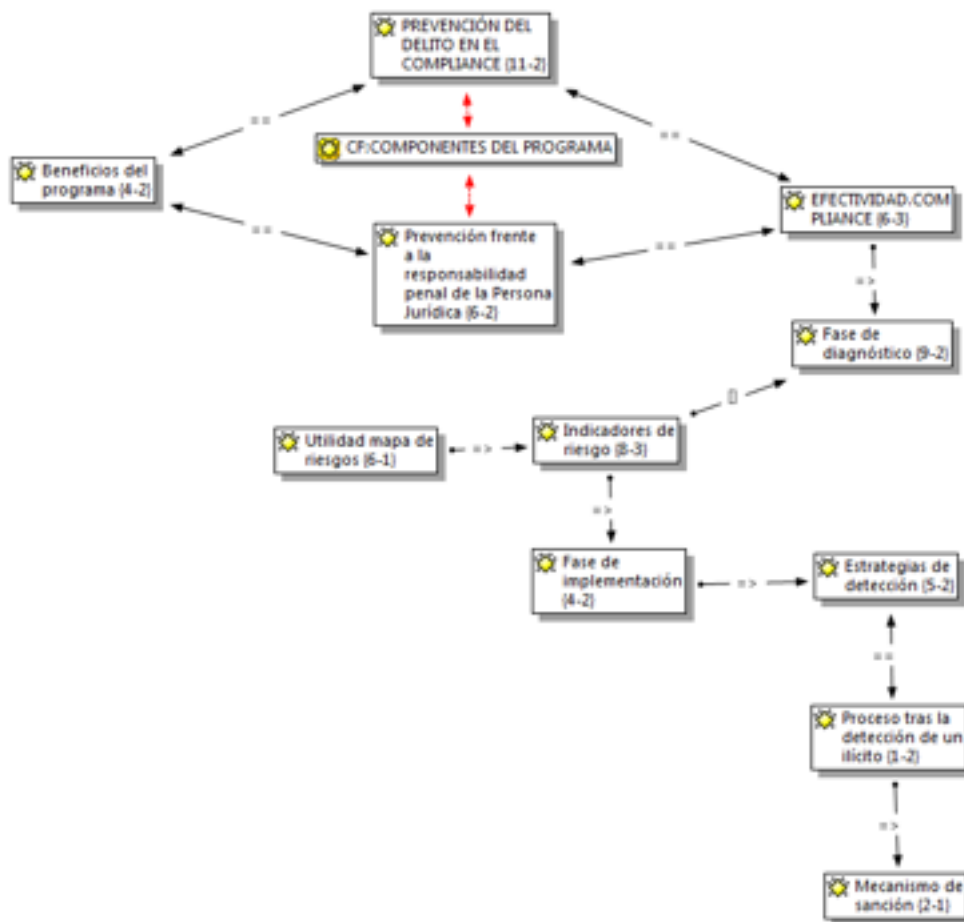 PREVENCIÓN DEL
DELITO EN EL
COMPLIANCE {11-2}
==
==
CF:COMPONENTES DEL PROGRAMA
Beneficios del
programa {4-2}
EFECTIVIDAD.COM
PLIANCE {6-3}
==
==
Prevención frente
a la
responsabilidad
penal de la Persona
Jurídica {6-2}
=>
Fase de
diagnóstico {9-2}
[]
Utilidad mapa de
riesgos {6-1}
=>
Indicadores de
riesgo {8-3}
=>
Fase de
implementación
{4-2}
=>
Estrategias de
detección {5-2}
==
Proceso tras la
detección de un
ilícito {1-2}
=>
Mecanismo de
sanción {2-1}